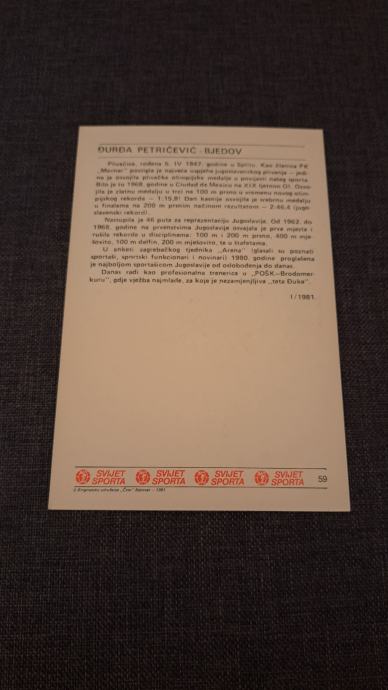 ĐURĐA PETRIČEVIĆ - BJEDOV
Plivačica, rođena 5. IV 1947. godine u Splitu. Kao članica PK
„Mornar" postigla je najveće uspjehe jugoslavenskog plivanja — jedi-
na je osvojila plivačke olimpijske medalje u povijesti našeg sporta.
Bilo je to 1968. godine u Ciudad de Mexicu na XIX ljetnim OI. Osvo-
jila je zlatnu medalju u trci na 100 m prsno u vremenu novog olim-
pijskog rekorda — 1:15,8! Dan kasnije osvojila je srebrnu medalju
u finalama na 200 m prsnim načinom rezultatom — 2:46,4 (jugo-
slavenski rekord).
Nastupila je 46 puta za reprezentaciju Jugoslavije. Od 1962. do
1968. godine na prvenstvima Jugoslavije osvajala je prva mjesta i
rušila rekorde u disciplinama: 100 m i 200 m prsno, 400 m mje-
šovito, 100 m delfin, 200 m mješovito, te u štafetama.
U anketi zagrebačkog tjednika „Arena" (glasali su poznati
sportaši, sportski funkcionari i novinari) 1980. godine proglašena
je najboljom sportašicom Jugoslavije od oslobođenja do danas.
Danas radi kao profesionalna trenerica u „POŠK—Brodomer-
kuru", gdje vježba najmlađe, za koje je nezamjenjljiva „teta Đuka".
I / 1981.
SVIJET SPORTA SVIJET SPORTA SVIJET SPORTA SVIJET SPORTA 59
1981